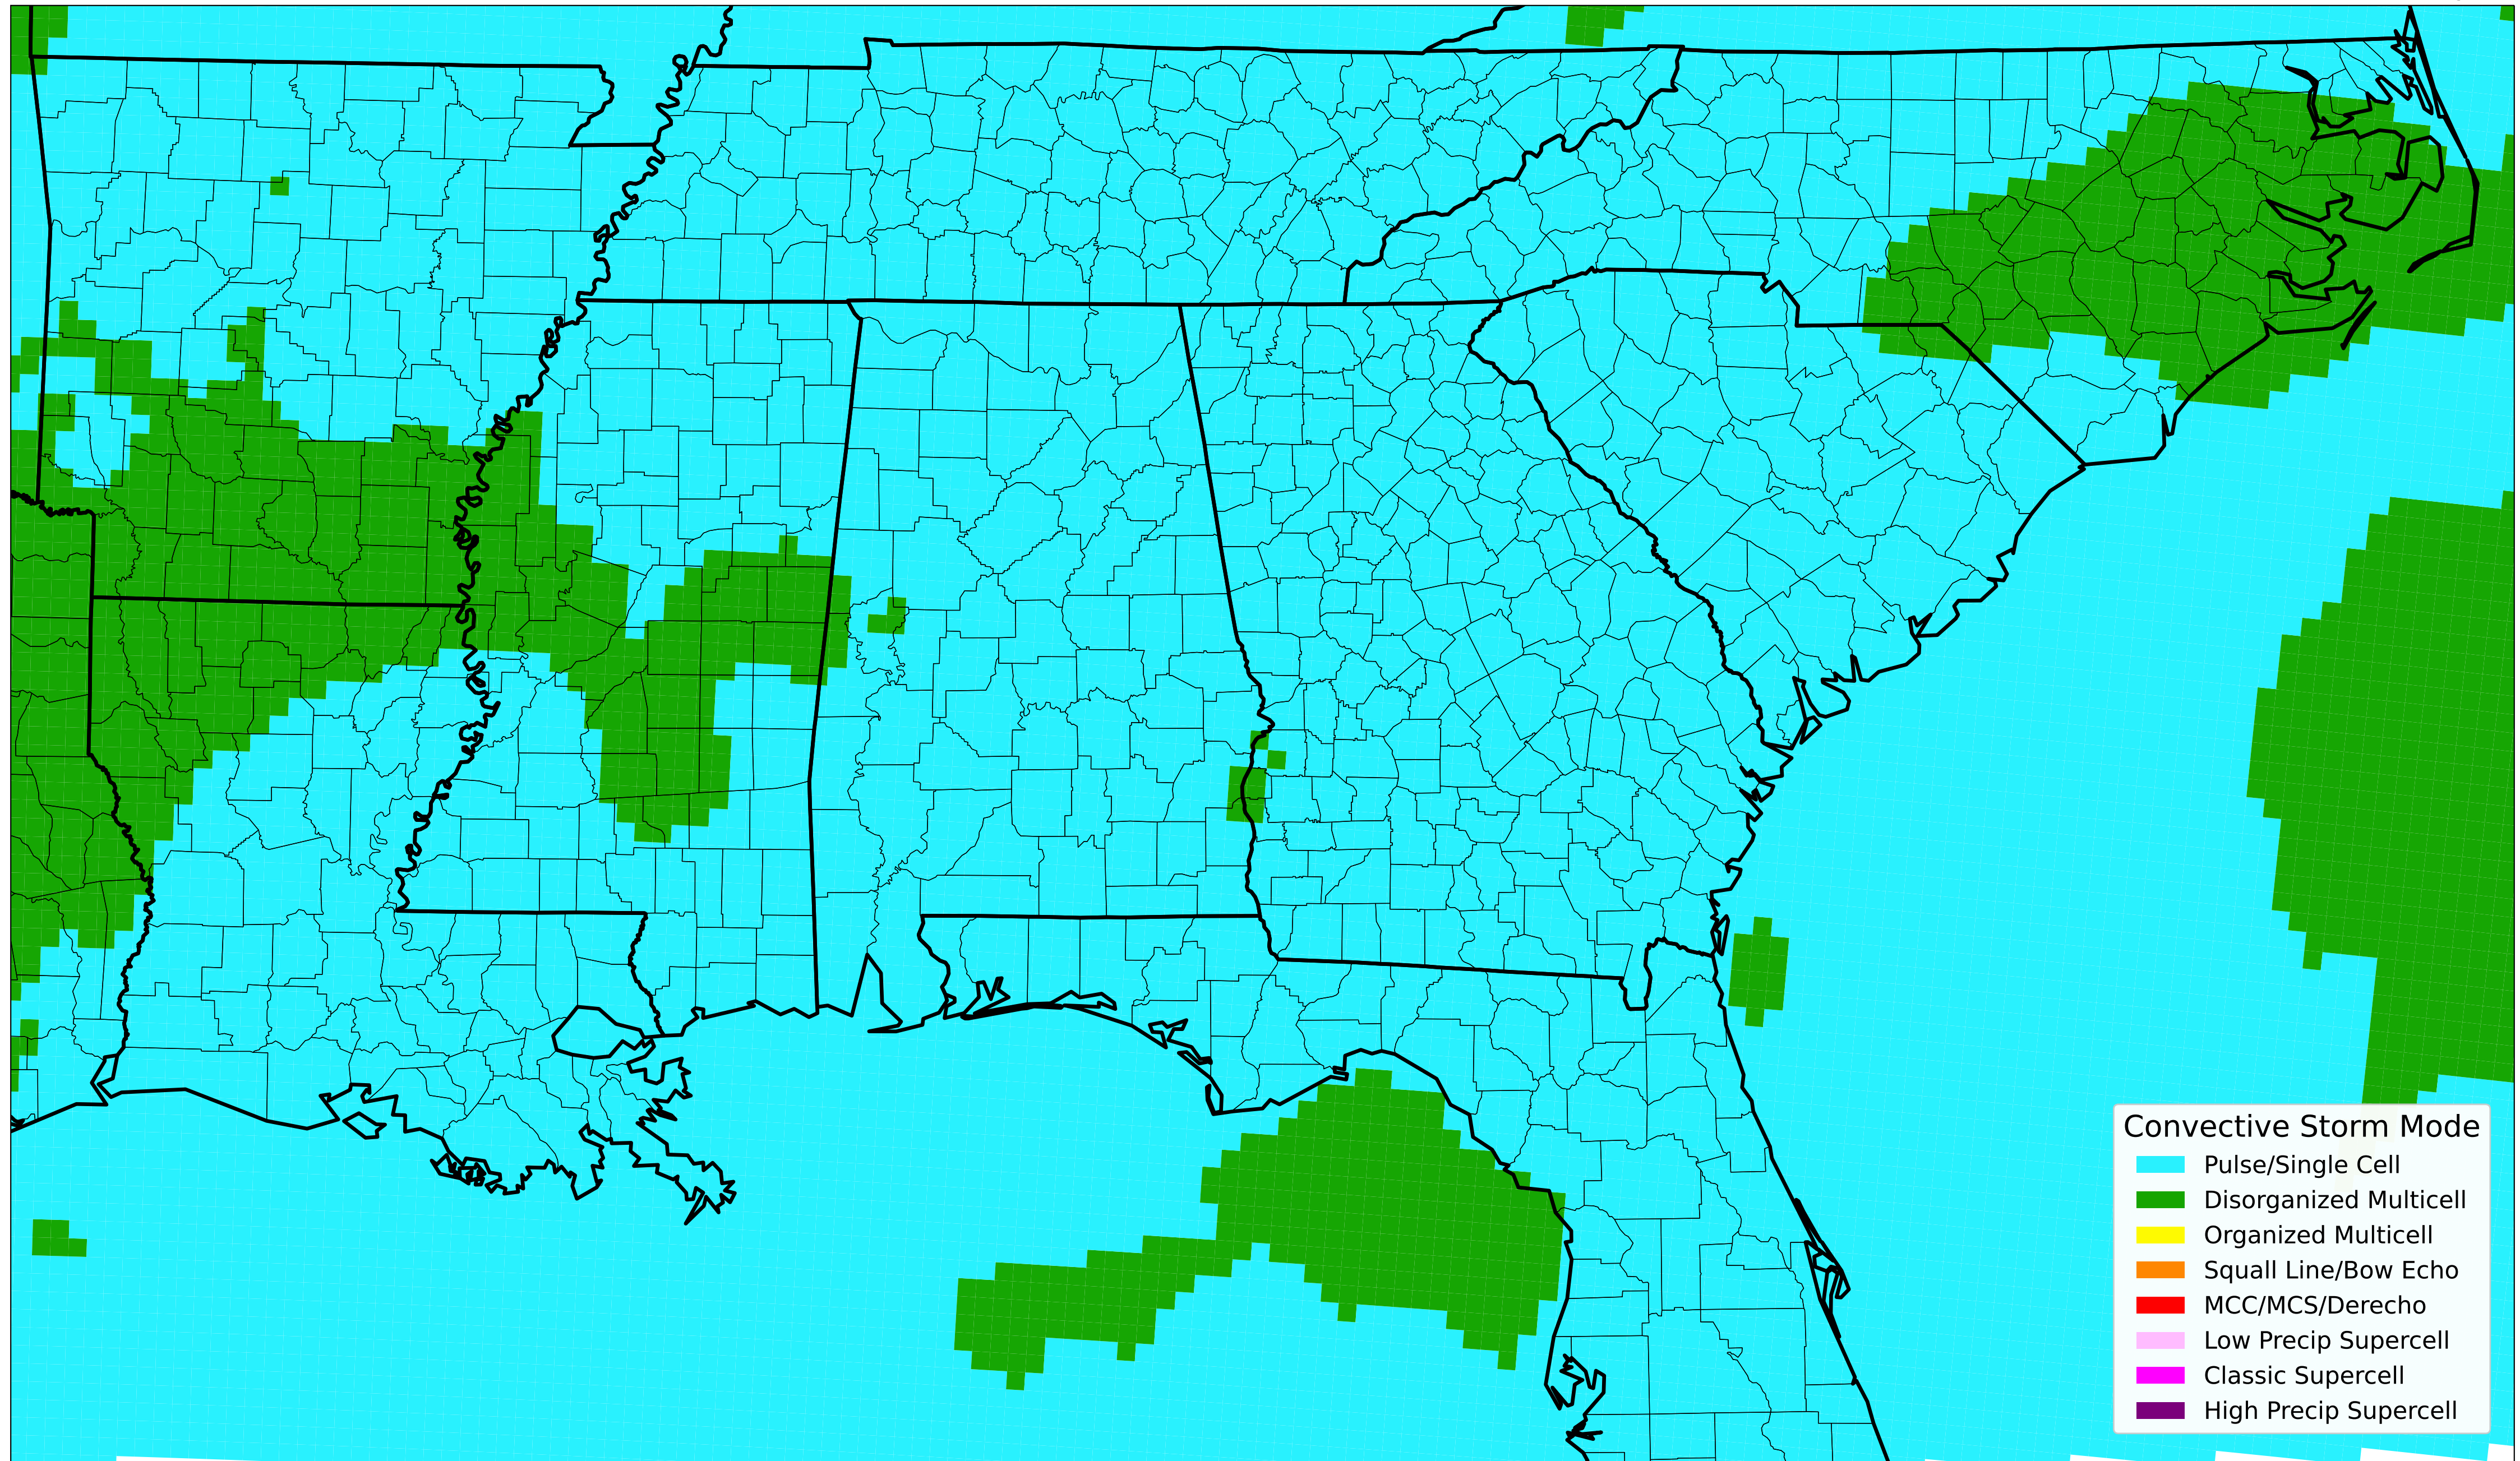 Convective Storm Mode
Pulse/Single Cell
Disorganized Multicell
Organized Multicell
Squall Line/Bow Echo
MCC/MCS/Derecho
Low Precip Supercell
Classic Supercell
High Precip Supercell